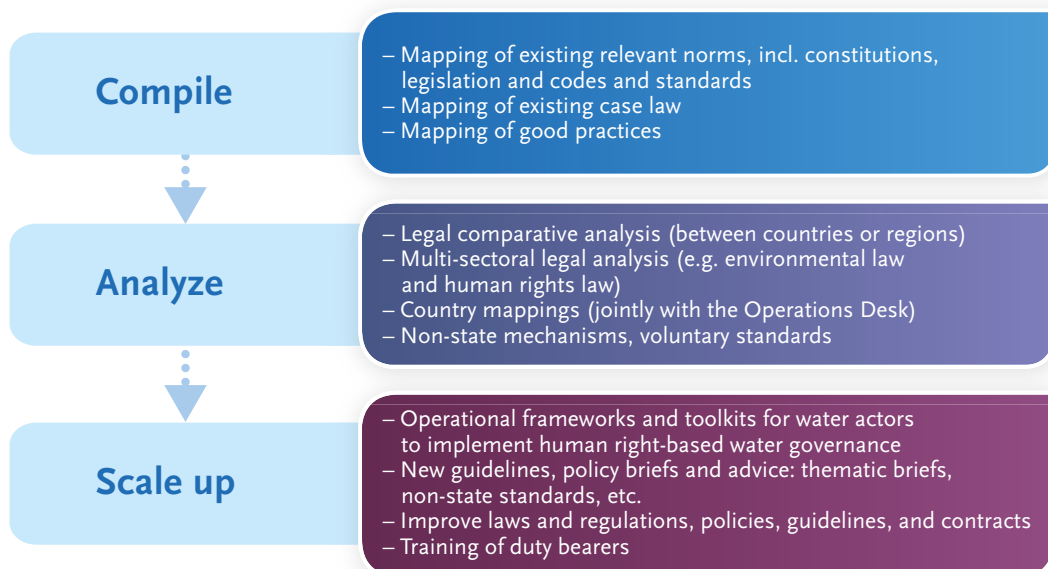 Compile
– Mapping of existing relevant norms, incl. constitutions,
legislation and codes and standards
– Mapping of existing case law
– Mapping of good practices
Analyze
– Legal comparative analysis (between countries or regions)
– Multi-sectoral legal analysis (e.g. environmental law
and human rights law)
– Country mappings (jointly with the Operations Desk)
– Non-state mechanisms, voluntary standards
Scale up
– Operational frameworks and toolkits for water actors
to implement human right-based water governance
– New guidelines, policy briefs and advice: thematic briefs,
non-state standards, etc.
– Improve laws and regulations, policies, guidelines, and contracts
– Training of duty bearers